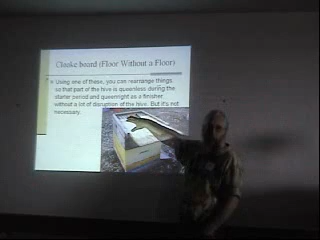 Cloake board (Floor Without a Floor)
Using one of these, you can rearrange things
so that part of the hive is queenless during the
starter period and queenright as a finisher
without a lot of disruption of the hive. But it's not
necessary.